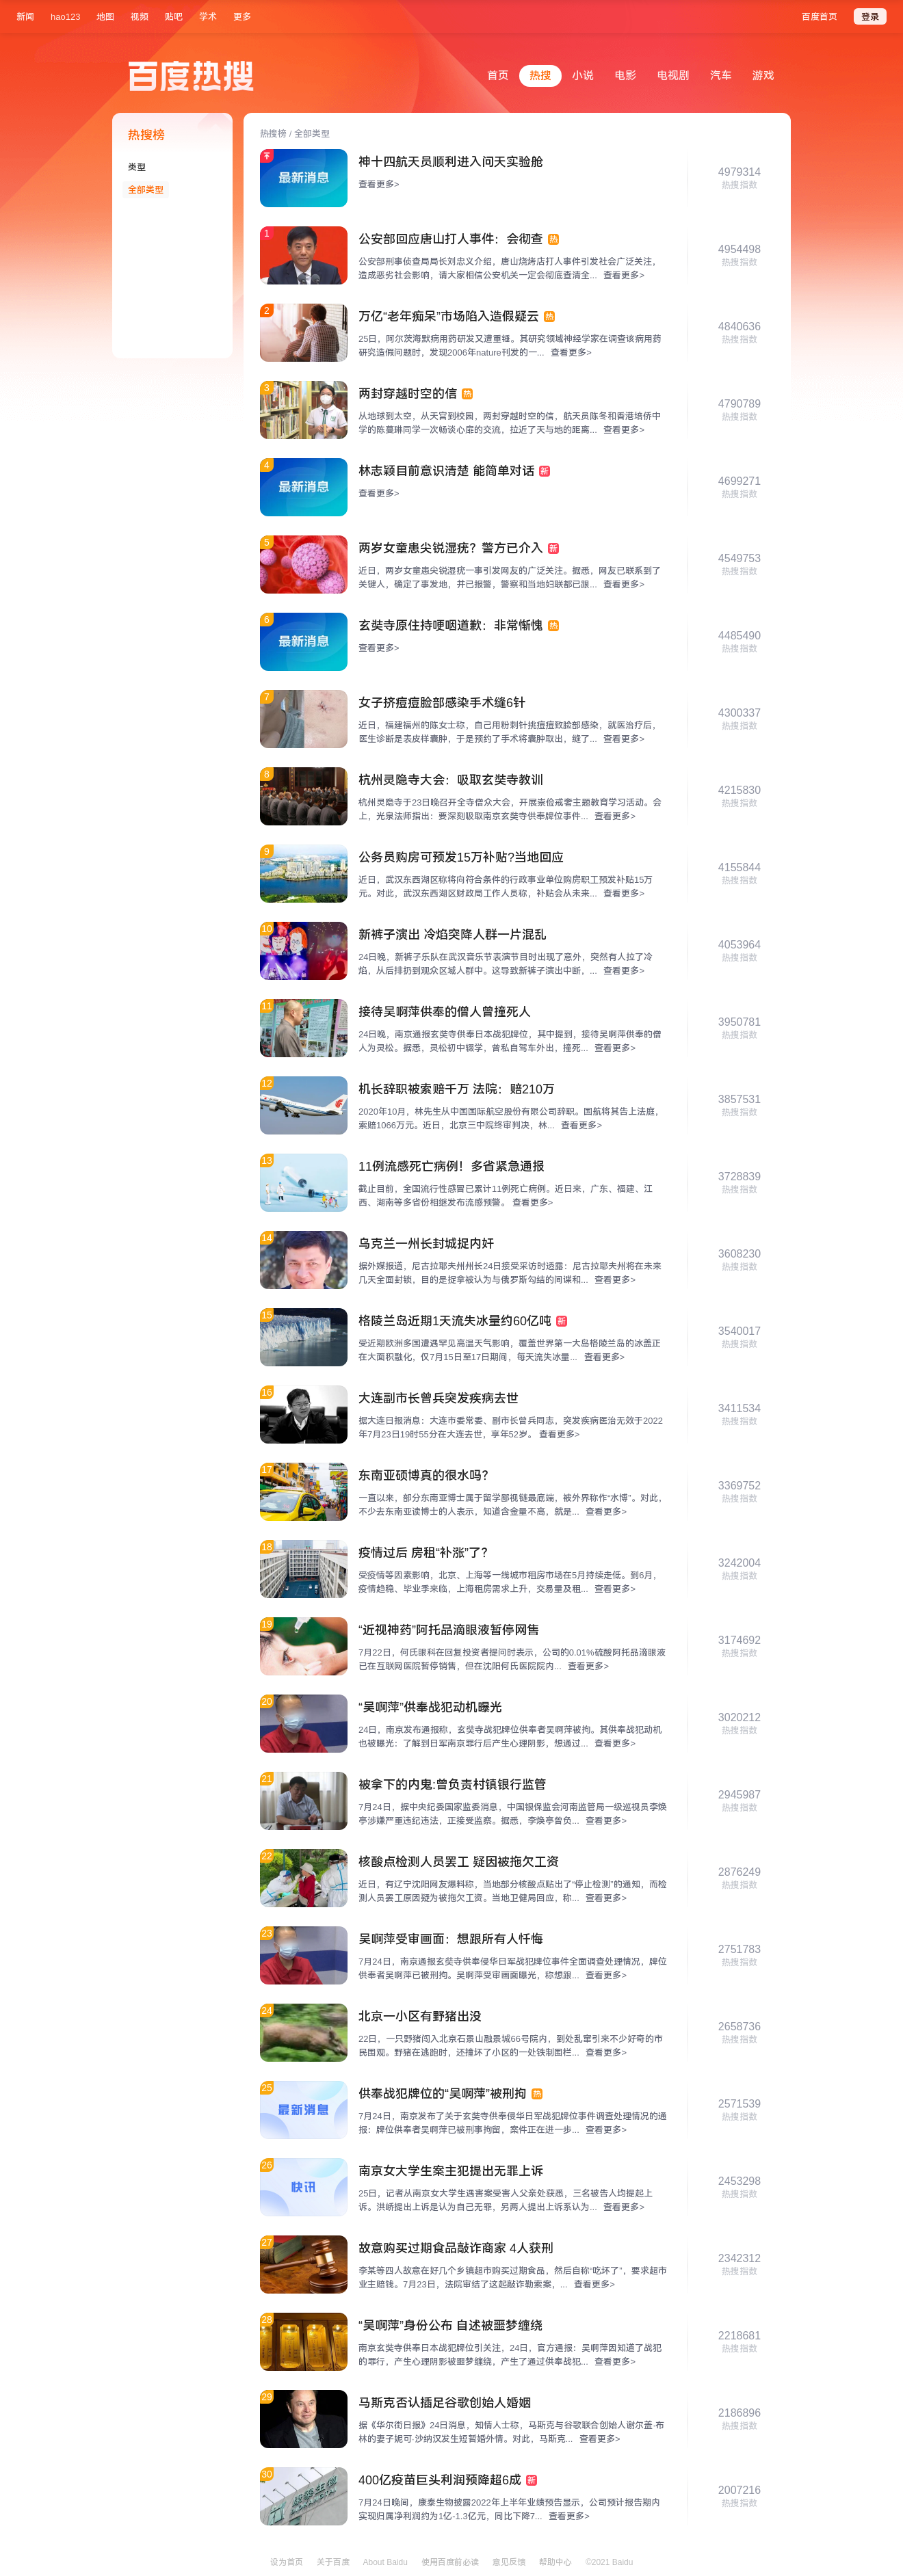 新闻 hao123 地图 视频 贴吧 学术 更多
百度首页 登录
百度热搜
首页 热搜 小说 电影 电视剧 汽车 游戏
热搜榜
类型
全部类型
热搜榜 / 全部类型
最新消息
神十四航天员顺利进入问天实验舱
查看更多>
4979314
热搜指数
1
公安部回应唐山打人事件：会彻查 热
公安部刑事侦查局局长刘忠义介绍，唐山烧烤店打人事件引发社会广泛关注，
造成恶劣社会影响，请大家相信公安机关一定会彻底查清全... 查看更多>
4954498
热搜指数
2
万亿“老年痴呆”市场陷入造假疑云 热
25日，阿尔茨海默病用药研发又遭重锤。其研究领域神经学家在调查该病用药
研究造假问题时，发现2006年nature刊发的一... 查看更多>
4840636
热搜指数
3
两封穿越时空的信 热
从地球到太空，从天宫到校园，两封穿越时空的信，航天员陈冬和香港培侨中
学的陈蔓琳同学一次畅谈心扉的交流，拉近了天与地的距离... 查看更多>
4790789
热搜指数
4
最新消息
林志颖目前意识清楚 能简单对话 新
查看更多>
4699271
热搜指数
5
两岁女童患尖锐湿疣？警方已介入 新
近日，两岁女童患尖锐湿疣一事引发网友的广泛关注。据悉，网友已联系到了
关键人，确定了事发地，并已报警，警察和当地妇联都已跟... 查看更多>
4549753
热搜指数
6
最新消息
玄奘寺原住持哽咽道歉：非常惭愧 热
查看更多>
4485490
热搜指数
7
女子挤痘痘脸部感染手术缝6针
近日，福建福州的陈女士称，自己用粉刺针挑痘痘致脸部感染，就医治疗后，
医生诊断是表皮样囊肿，于是预约了手术将囊肿取出，缝了... 查看更多>
4300337
热搜指数
8
杭州灵隐寺大会：吸取玄奘寺教训
杭州灵隐寺于23日晚召开全寺僧众大会，开展崇俭戒奢主题教育学习活动。会
上，光泉法师指出：要深刻吸取南京玄奘寺供奉牌位事件... 查看更多>
4215830
热搜指数
9
公务员购房可预发15万补贴?当地回应
近日，武汉东西湖区称将向符合条件的行政事业单位购房职工预发补贴15万
元。对此，武汉东西湖区财政局工作人员称，补贴会从未来... 查看更多>
4155844
热搜指数
10
新裤子演出 冷焰突降人群一片混乱
24日晚，新裤子乐队在武汉音乐节表演节目时出现了意外，突然有人拉了冷
焰，从后排扔到观众区域人群中。这导致新裤子演出中断，... 查看更多>
4053964
热搜指数
11
接待吴啊萍供奉的僧人曾撞死人
24日晚，南京通报玄奘寺供奉日本战犯牌位，其中提到，接待吴啊萍供奉的僧
人为灵松。据悉，灵松初中辍学，曾私自驾车外出，撞死... 查看更多>
3950781
热搜指数
12
机长辞职被索赔千万 法院：赔210万
2020年10月，林先生从中国国际航空股份有限公司辞职。国航将其告上法庭，
索赔1066万元。近日，北京三中院终审判决，林... 查看更多>
3857531
热搜指数
13
11例流感死亡病例！多省紧急通报
截止目前，全国流行性感冒已累计11例死亡病例。近日来，广东、福建、江
西、湖南等多省份相继发布流感预警。 查看更多>
3728839
热搜指数
14
乌克兰一州长封城捉内奸
据外媒报道，尼古拉耶夫州州长24日接受采访时透露：尼古拉耶夫州将在未来
几天全面封锁，目的是捉拿被认为与俄罗斯勾结的间谍和... 查看更多>
3608230
热搜指数
15
格陵兰岛近期1天流失冰量约60亿吨 新
受近期欧洲多国遭遇罕见高温天气影响，覆盖世界第一大岛格陵兰岛的冰盖正
在大面积融化，仅7月15日至17日期间，每天流失冰量... 查看更多>
3540017
热搜指数
16
大连副市长曾兵突发疾病去世
据大连日报消息：大连市委常委、副市长曾兵同志，突发疾病医治无效于2022
年7月23日19时55分在大连去世，享年52岁。 查看更多>
3411534
热搜指数
17
东南亚硕博真的很水吗？
一直以来，部分东南亚博士属于留学鄙视链最底端，被外界称作“水博”。对此，
不少去东南亚读博士的人表示，知道含金量不高，就是... 查看更多>
3369752
热搜指数
18
疫情过后 房租“补涨”了？
受疫情等因素影响，北京、上海等一线城市租房市场在5月持续走低。到6月，
疫情趋稳、毕业季来临，上海租房需求上升，交易量及租... 查看更多>
3242004
热搜指数
19
“近视神药”阿托品滴眼液暂停网售
7月22日，何氏眼科在回复投资者提问时表示，公司的0.01%硫酸阿托品滴眼液
已在互联网医院暂停销售，但在沈阳何氏医院院内... 查看更多>
3174692
热搜指数
20
“吴啊萍”供奉战犯动机曝光
24日，南京发布通报称，玄奘寺战犯牌位供奉者吴啊萍被拘。其供奉战犯动机
也被曝光：了解到日军南京罪行后产生心理阴影，想通过... 查看更多>
3020212
热搜指数
21
被拿下的内鬼:曾负责村镇银行监管
7月24日，据中央纪委国家监委消息，中国银保监会河南监管局一级巡视员李焕
亭涉嫌严重违纪违法，正接受监察。据悉，李焕亭曾负... 查看更多>
2945987
热搜指数
22
核酸点检测人员罢工 疑因被拖欠工资
近日，有辽宁沈阳网友爆料称，当地部分核酸点贴出了“停止检测”的通知，而检
测人员罢工原因疑为被拖欠工资。当地卫健局回应，称... 查看更多>
2876249
热搜指数
23
吴啊萍受审画面：想跟所有人忏悔
7月24日，南京通报玄奘寺供奉侵华日军战犯牌位事件全面调查处理情况，牌位
供奉者吴啊萍已被刑拘。吴啊萍受审画面曝光，称想跟... 查看更多>
2751783
热搜指数
24
北京一小区有野猪出没
22日，一只野猪闯入北京石景山融景城66号院内，到处乱窜引来不少好奇的市
民围观。野猪在逃跑时，还撞坏了小区的一处铁制围栏... 查看更多>
2658736
热搜指数
25
最新消息
供奉战犯牌位的“吴啊萍”被刑拘 热
7月24日，南京发布了关于玄奘寺供奉侵华日军战犯牌位事件调查处理情况的通
报：牌位供奉者吴啊萍已被刑事拘留，案件正在进一步... 查看更多>
2571539
热搜指数
26
快讯
南京女大学生案主犯提出无罪上诉
25日，记者从南京女大学生遇害案受害人父亲处获悉，三名被告人均提起上
诉。洪峤提出上诉是认为自己无罪，另两人提出上诉系认为... 查看更多>
2453298
热搜指数
27
故意购买过期食品敲诈商家 4人获刑
李某等四人故意在好几个乡镇超市购买过期食品，然后自称“吃坏了”，要求超市
业主赔钱。7月23日，法院审结了这起敲诈勒索案，... 查看更多>
2342312
热搜指数
28
“吴啊萍”身份公布 自述被噩梦缠绕
南京玄奘寺供奉日本战犯牌位引关注，24日，官方通报：吴啊萍因知道了战犯
的罪行，产生心理阴影被噩梦缠绕，产生了通过供奉战犯... 查看更多>
2218681
热搜指数
29
马斯克否认插足谷歌创始人婚姻
据《华尔街日报》24日消息，知情人士称，马斯克与谷歌联合创始人谢尔盖·布
林的妻子妮可·沙纳汉发生短暂婚外情。对此，马斯克... 查看更多>
2186896
热搜指数
30
400亿疫苗巨头利润预降超6成 新
7月24日晚间，康泰生物披露2022年上半年业绩预告显示，公司预计报告期内
实现归属净利润约为1亿-1.3亿元，同比下降7... 查看更多>
2007216
热搜指数
设为首页 关于百度 About Baidu 使用百度前必读 意见反馈 帮助中心 ©2021 Baidu